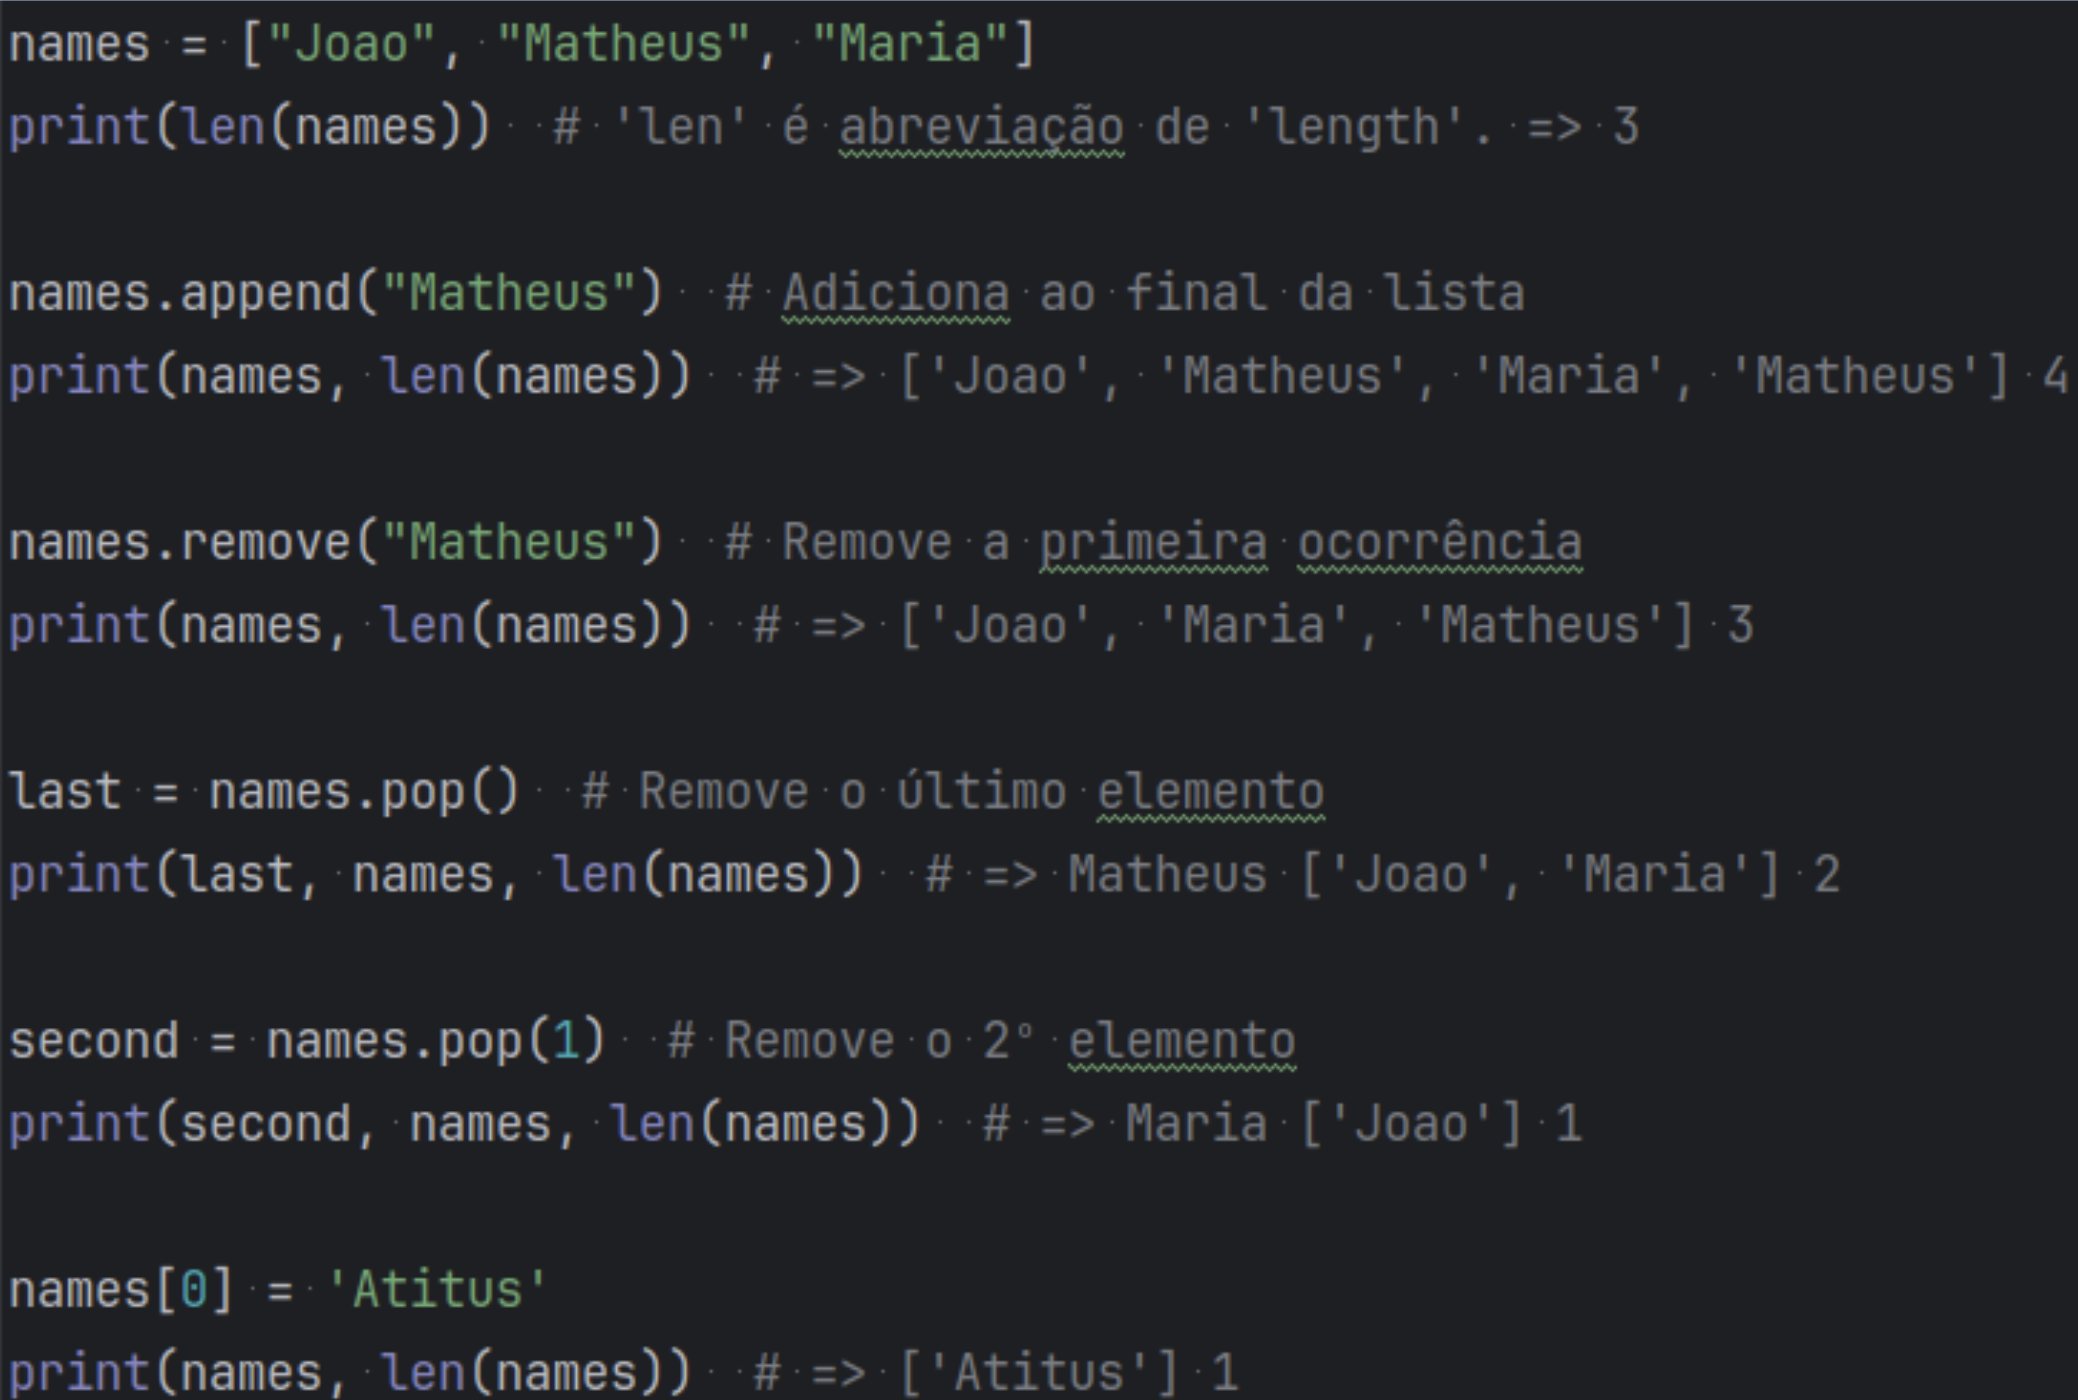 names = ["Joao", "Matheus", "Maria"]
print(len(names))  # 'len' é abreviação de 'length'. => 3
names.append("Matheus")  # Adiciona ao final da lista
print(names, len(names))  # => ['Joao', 'Matheus', 'Maria', 'Matheus'] 4
names.remove("Matheus")  # Remove a primeira ocorrência
print(names, len(names))  # => ['Joao', 'Maria', 'Matheus'] 3
last = names.pop()  # Remove o último elemento
print(last, names, len(names))  # => Matheus ['Joao', 'Maria'] 2
second = names.pop(1)  # Remove o 2º elemento
print(second, names, len(names))  # => Maria ['Joao'] 1
names[0] = 'Atitus'
print(names, len(names))  # => ['Atitus'] 1